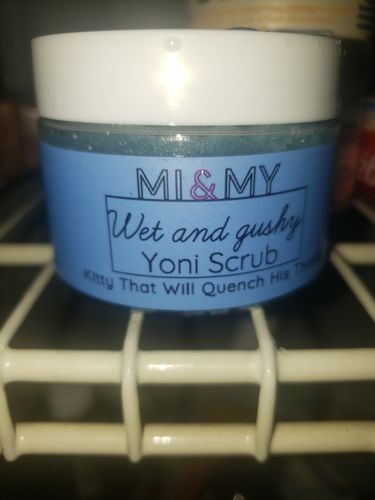 MI & MY
Wet and gushy
Yoni Scrub
Kitty That Will Quench His